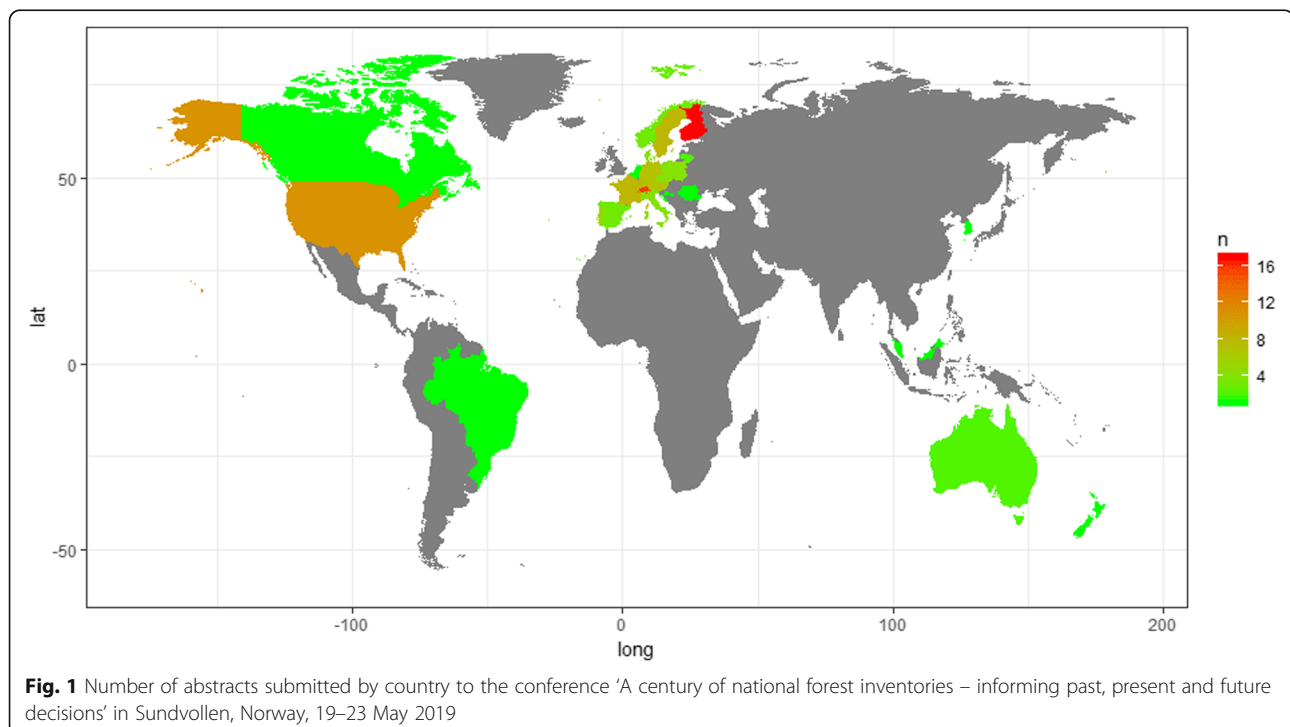 50
0
-50
lat
-100
0
100
200
long
n
16
12
8
4
Fig. 1 Number of abstracts submitted by country to the conference ‘A century of national forest inventories – informing past, present and future
decisions’ in Sundvollen, Norway, 19–23 May 2019